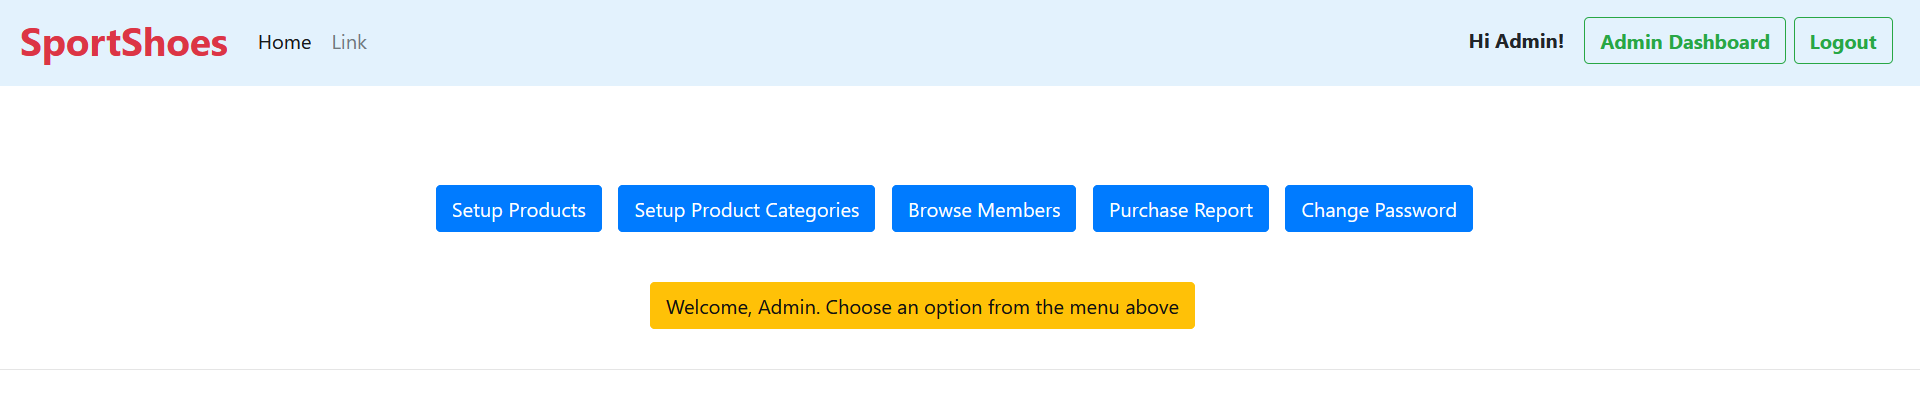 SportShoes Home Link Hi Admin! Admin Dashboard Logout
Setup Products Setup Product Categories Browse Members Purchase Report Change Password
Welcome, Admin. Choose an option from the menu above